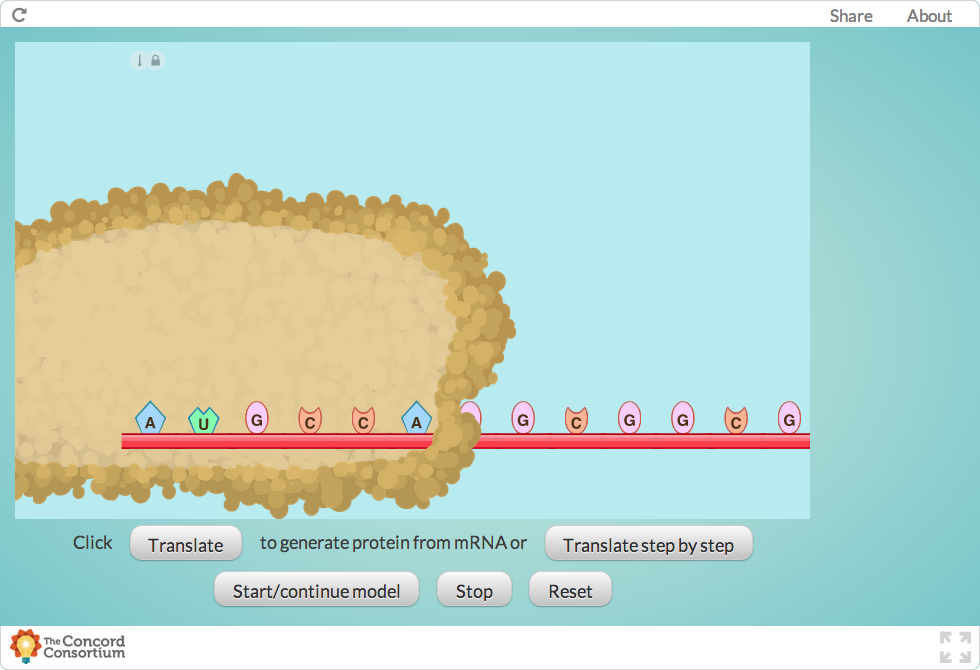 Share About
A U G C C A G C G G C G
Click Translate to generate protein from mRNA or Translate step by step
Start/continue model Stop Reset
The Concord
Consortium